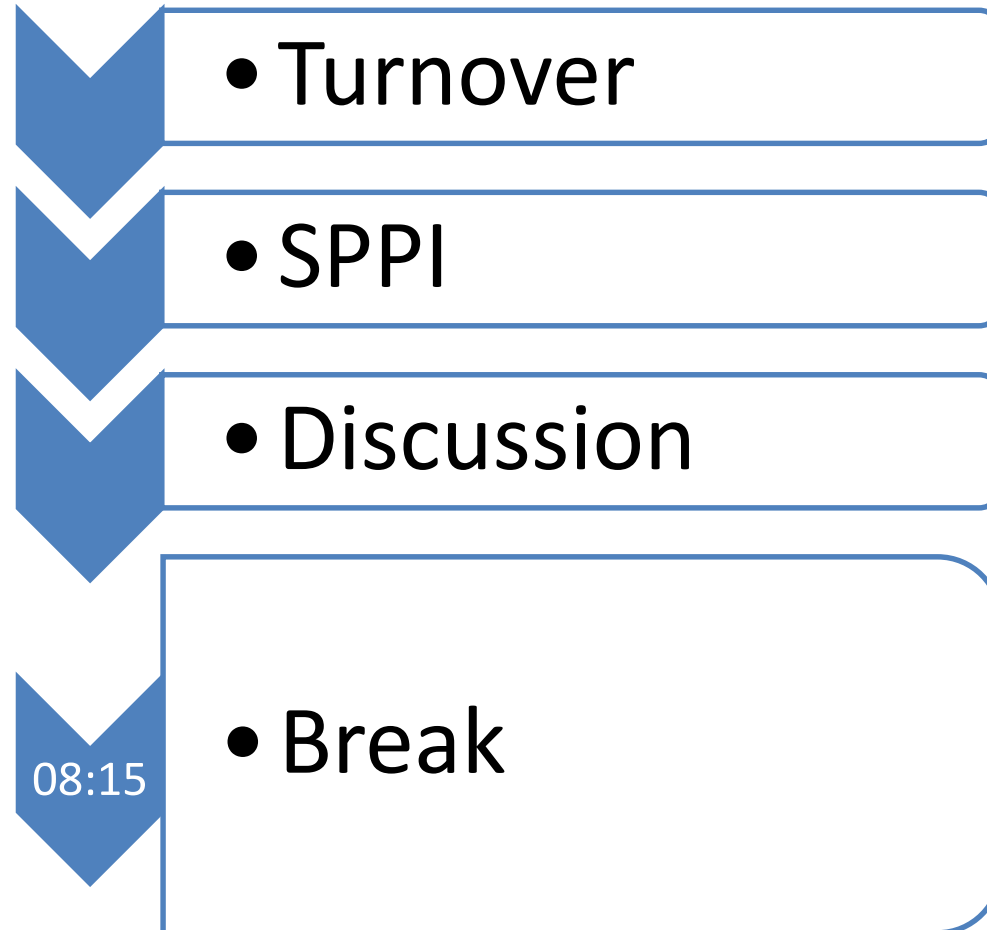 • Turnover
• SPPI
• Discussion
08:15
• Break